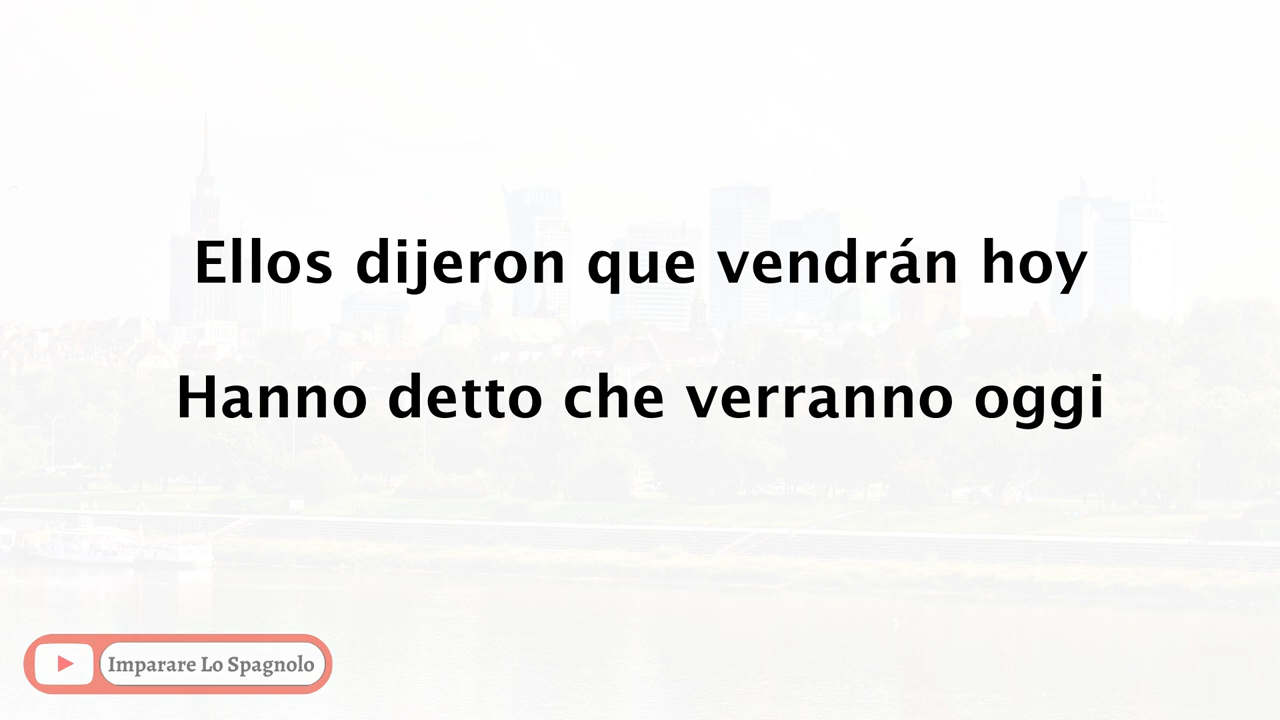 Ellos dijeron que vendrán hoy
Hanno detto che verranno oggi
Imparare Lo Spagnolo